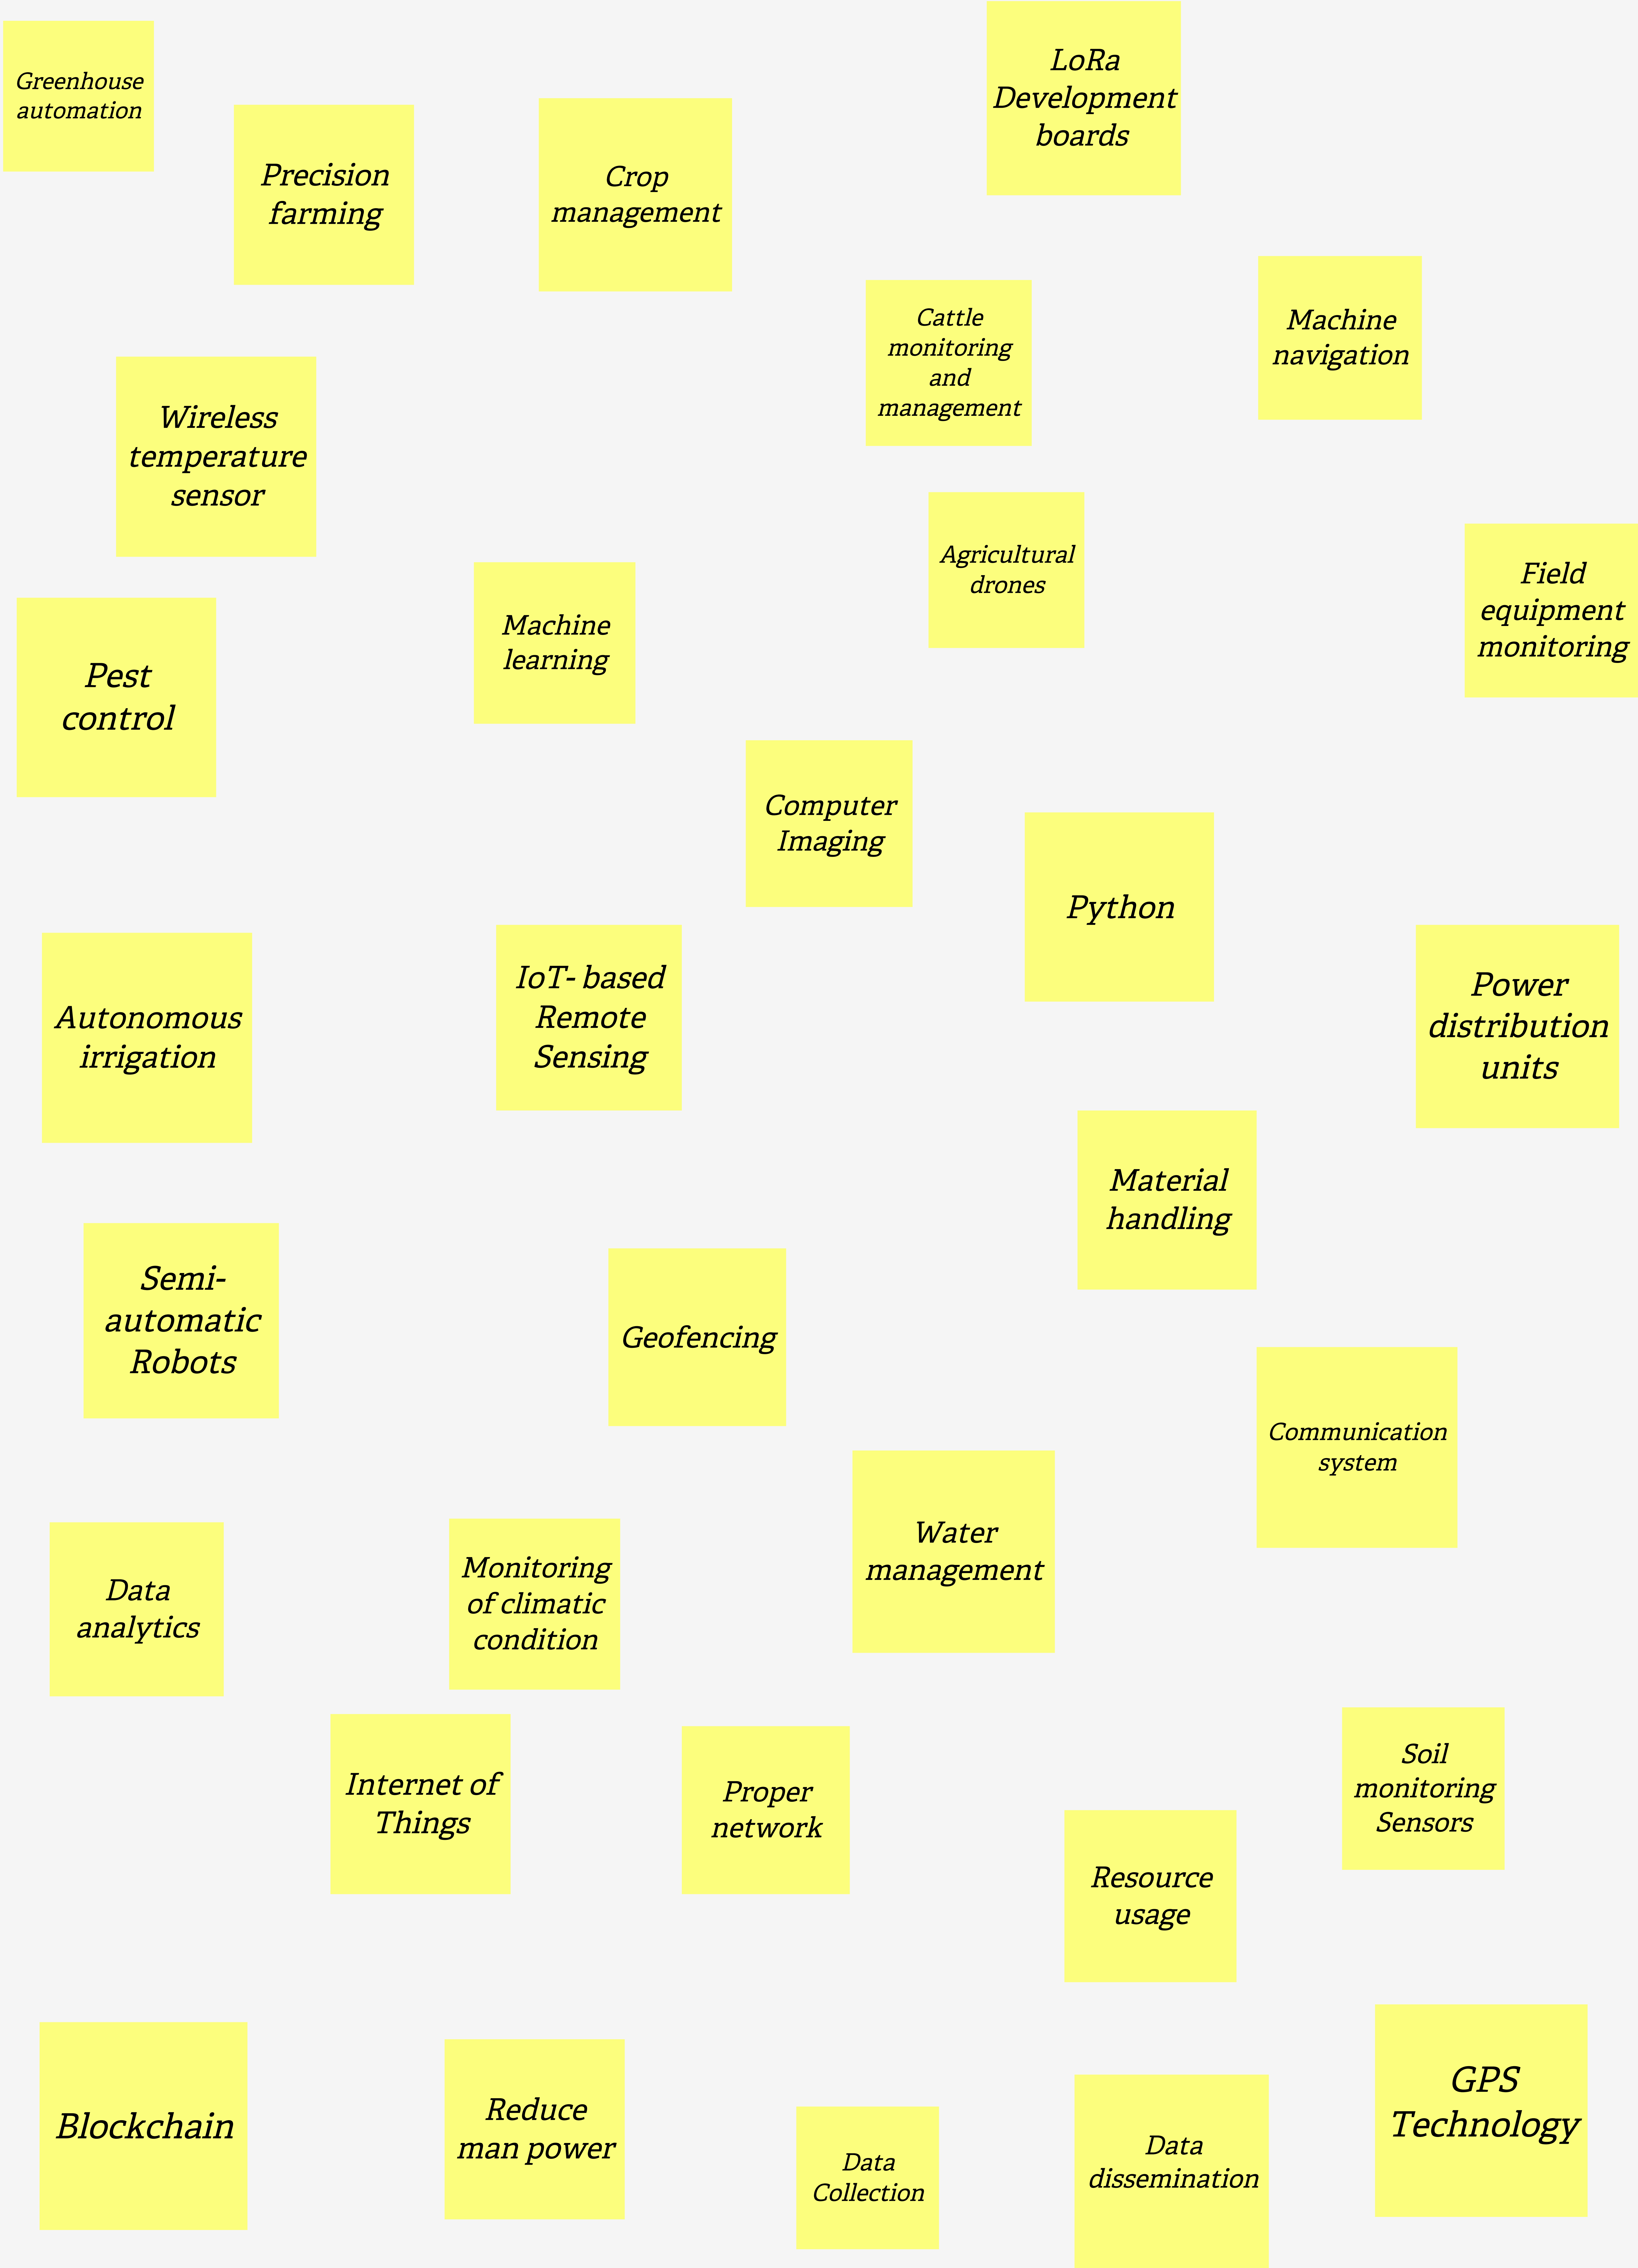 Greenhouse
automation
LoRa
Development
boards
Precision
farming
Crop
management
Cattle
monitoring
and
management
Machine
navigation
Wireless
temperature
sensor
Agricultural
drones
Field
equipment
monitoring
Machine
learning
Pest
control
Computer
Imaging
Python
Autonomous
irrigation
IoT- based
Remote
Sensing
Power
distribution
units
Material
handling
Semi-
automatic
Robots
Geofencing
Communication
system
Water
management
Data
analytics
Monitoring
of climatic
condition
Internet of
Things
Proper
network
Soil
monitoring
Sensors
Resource
usage
Blockchain
Reduce
man power
Data
Collection
Data
dissemination
GPS
Technology